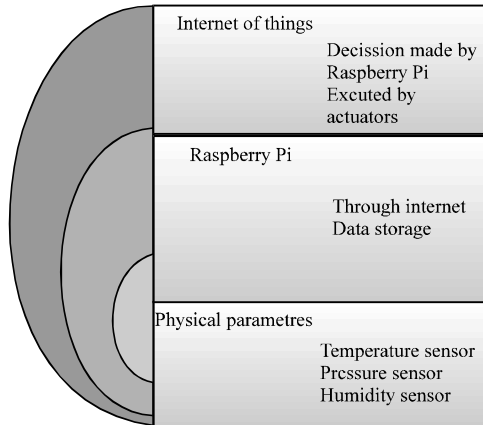 Internet of things
Decission made by
Raspberry Pi
Excuted by
actuators
Raspberry Pi
Through internet
Data storage
Physical parametres
Temperature sensor
Pressure sensor
Humidity sensor